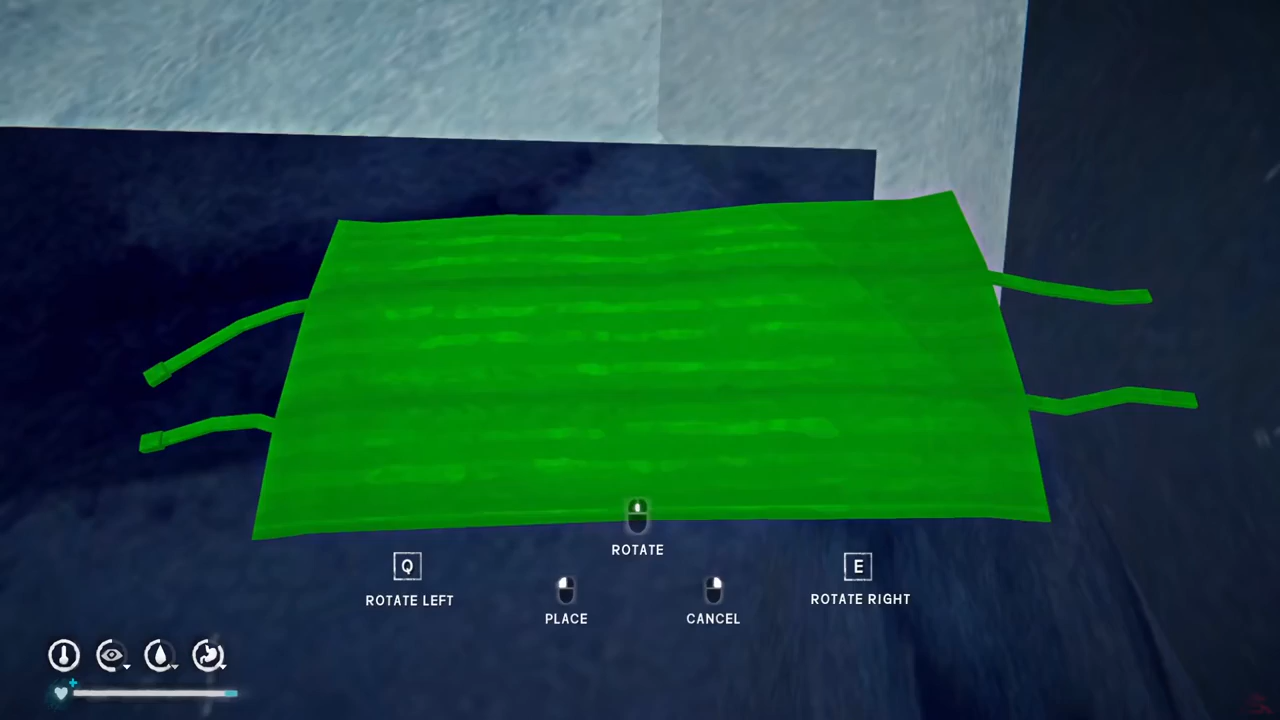 ROTATE
Q
E
ROTATE LEFT
ROTATE RIGHT
PLACE
CANCEL